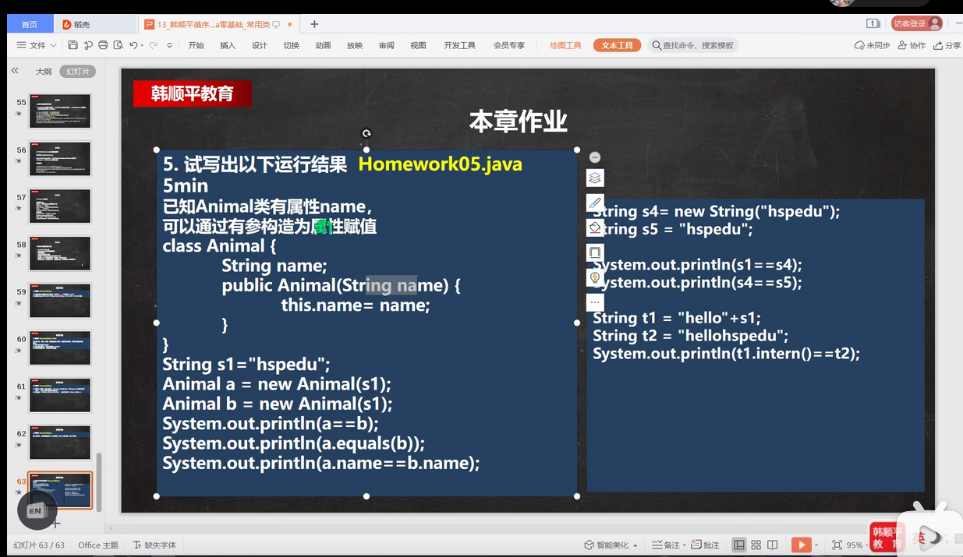 首页
稻壳
13_韩顺平循序...a零基础_常用类
+
1
访客登录
三 文件
开始
插入
设计
切换
动画
放映
审阅
视图
开发工具
会员专享
绘图工具
文本工具
查找命令、搜索模板
未同步
协作
分享
大纲
幻灯片
55
56
57
58
59
60
61
62
63
韩顺平教育
本章作业
5. 试写出以下运行结果 Homework05.java
5min
已知Animal类有属性name,
可以通过有参构造为属性赋值
class Animal {
String name;
public Animal(String name) {
this.name= name;
}
}
String s1="hspedu";
Animal a = new Animal(s1);
Animal b = new Animal(s1);
System.out.println(a==b);
System.out.println(a.equals(b));
System.out.println(a.name==b.name);
String s4= new String("hspedu");
String s5 = "hspedu";
System.out.println(s1==s4);
System.out.println(s4==s5);
String t1 = "hello"+s1;
String t2 = "hellohspedu";
System.out.println(t1.intern()==t2);
EN
幻灯片 63 / 63
Office 主题
缺失字体
智能美化
备注
批注
95%
韩顺平
教育
英